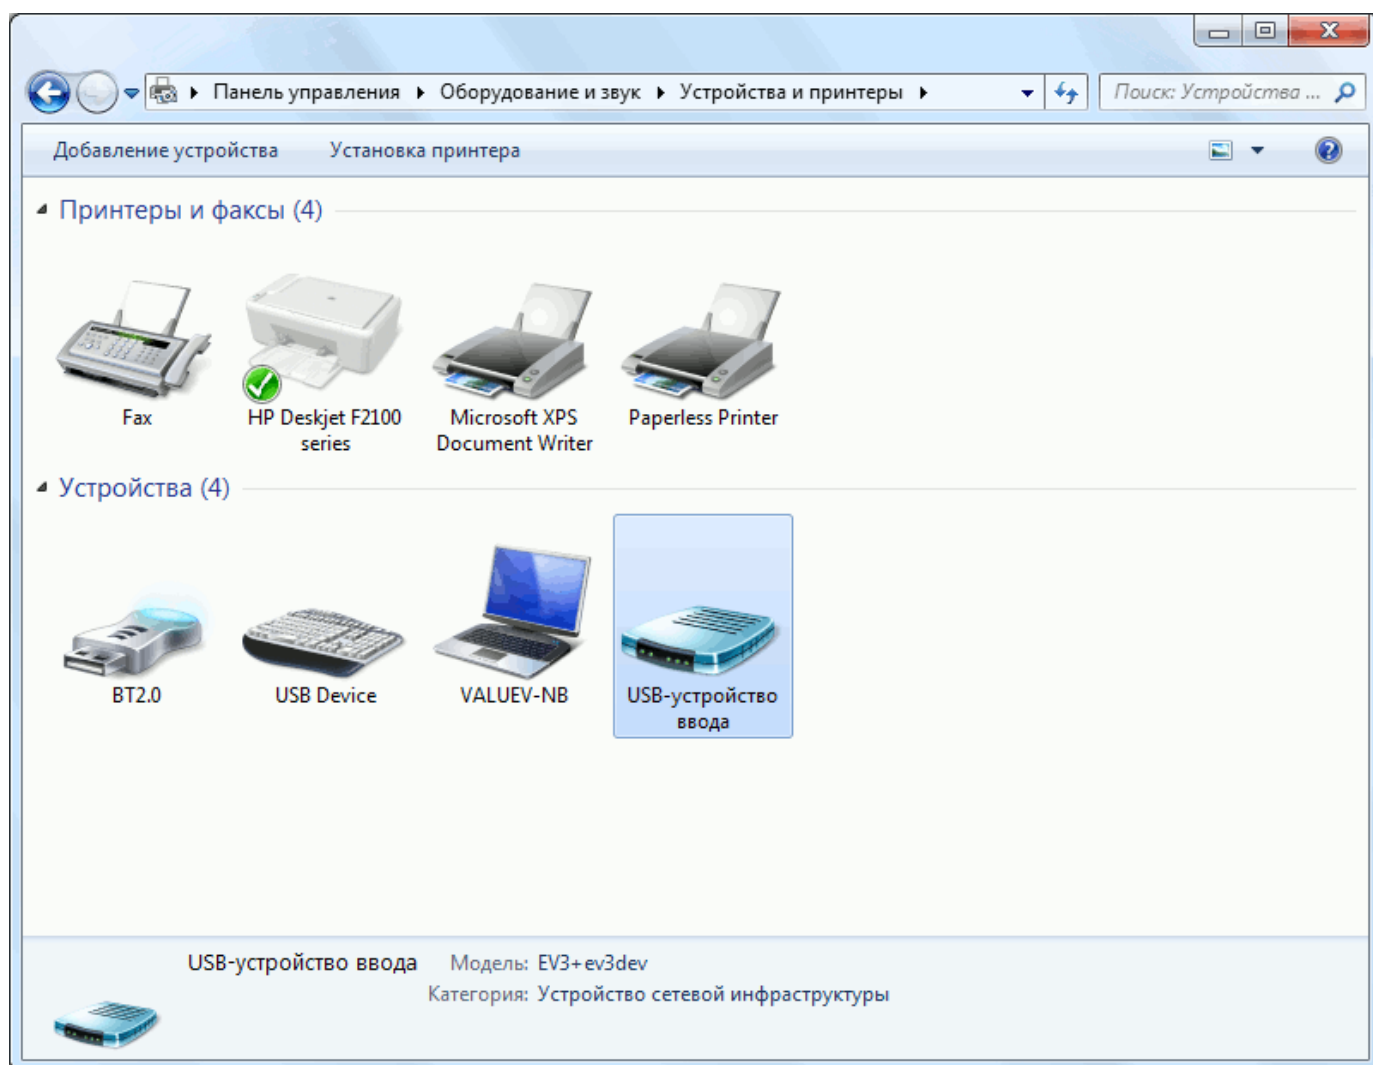 Панель управления Оборудование и звук Устройства и принтеры Поиск: Устройства ...
Добавление устройства Установка принтера
Принтеры и факсы (4)
Fax HP Deskjet F2100 Microsoft XPS Paperless Printer
series Document Writer
Устройства (4)
BT2.0 USB Device VALUEV-NB USB-устройство
ввода
USB-устройство ввода Модель: EV3+ev3dev
Категория: Устройство сетевой инфраструктуры